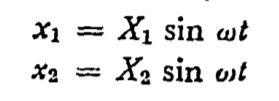 x₁ = X₁ sin ωt
x₂ = X₂ sin ωt